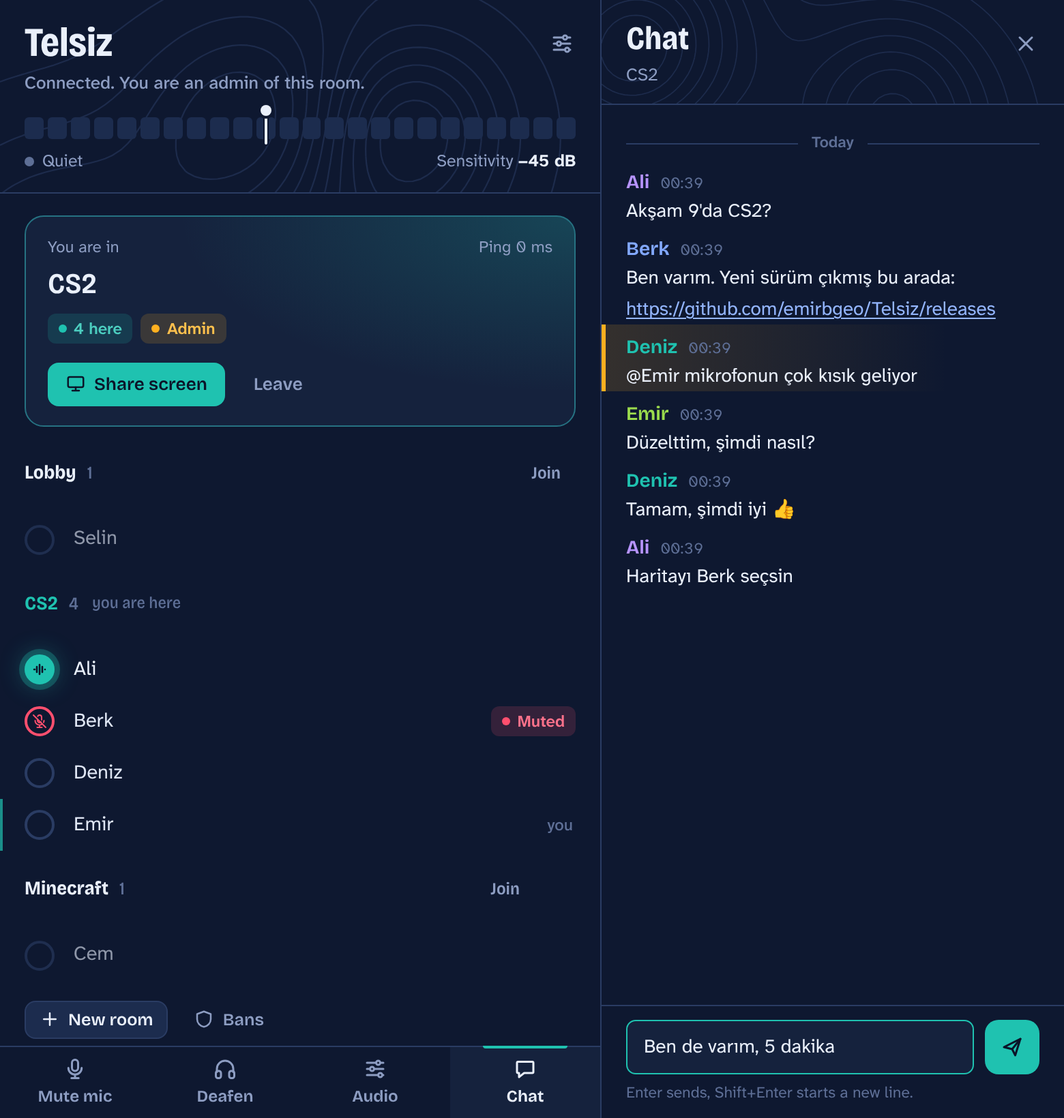 Telsiz
Connected. You are an admin of this room.
Quiet
Sensitivity −45 dB
You are in
Ping 0 ms
CS2
4 here
Admin
Share screen
Leave
Lobby 1
Join
Selin
CS2 4 you are here
Ali
Berk
Muted
Deniz
Emir
you
Minecraft 1
Join
Cem
New room
Bans
Mute mic
Deafen
Audio
Chat
Chat
CS2
Today
Ali 00:39
Akşam 9'da CS2?
Berk 00:39
Ben varım. Yeni sürüm çıkmış bu arada:
https://github.com/emirbgeo/Telsiz/releases
Deniz 00:39
@Emir mikrofonun çok kısık geliyor
Emir 00:39
Düzelttim, şimdi nasıl?
Deniz 00:39
Tamam, şimdi iyi 👍
Ali 00:39
Haritayı Berk seçsin
Ben de varım, 5 dakika
Enter sends, Shift+Enter starts a new line.